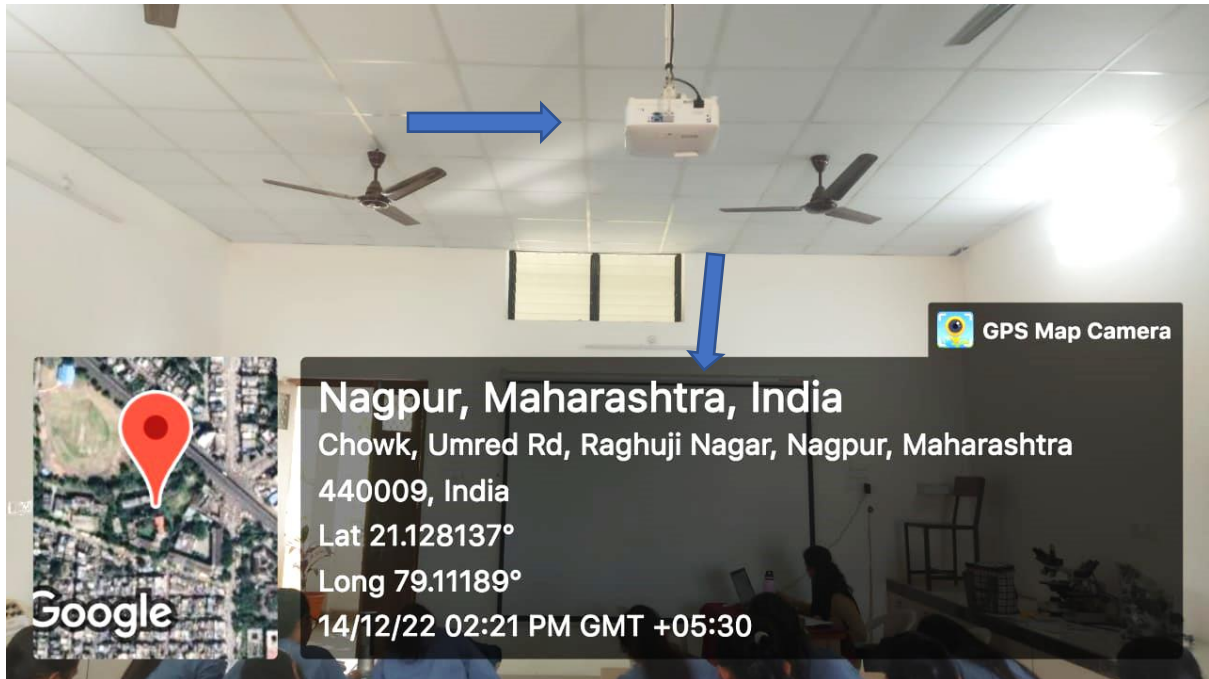 GPS Map Camera
Nagpur, Maharashtra, India
Chowk, Umred Rd, Raghuji Nagar, Nagpur, Maharashtra
440009, India
Lat 21.128137°
Long 79.11189°
14/12/22 02:21 PM GMT +05:30
Google